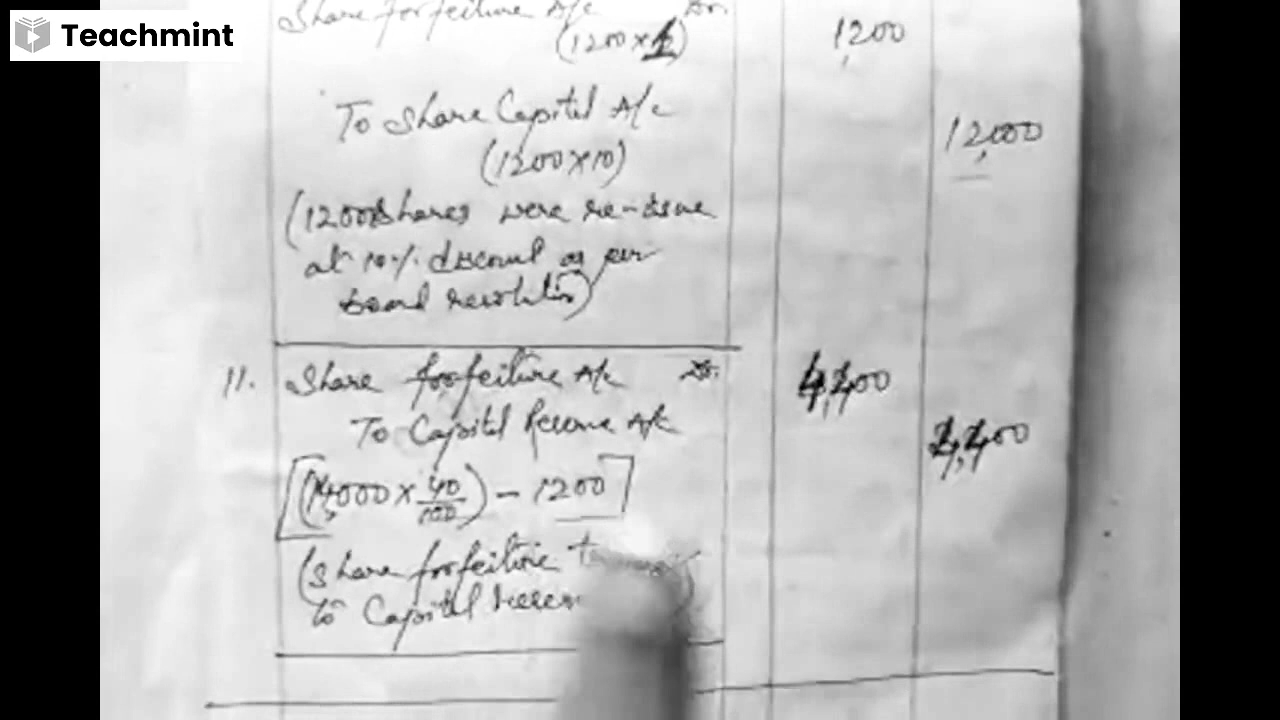 Teachmint
Share forfeiture A/c Dr.
(1200×1) 1200
To Share Capital A/c
12,000
(1200×10)
(1200 shares were re-issue
at 10% discount as per
board resolution)
11. Share forfeiture A/c Dr. 4,400
To Capital Reserve A/c 4,400
[(14,000 × 40/100) - 1200]
(Share forfeiture
to Capital